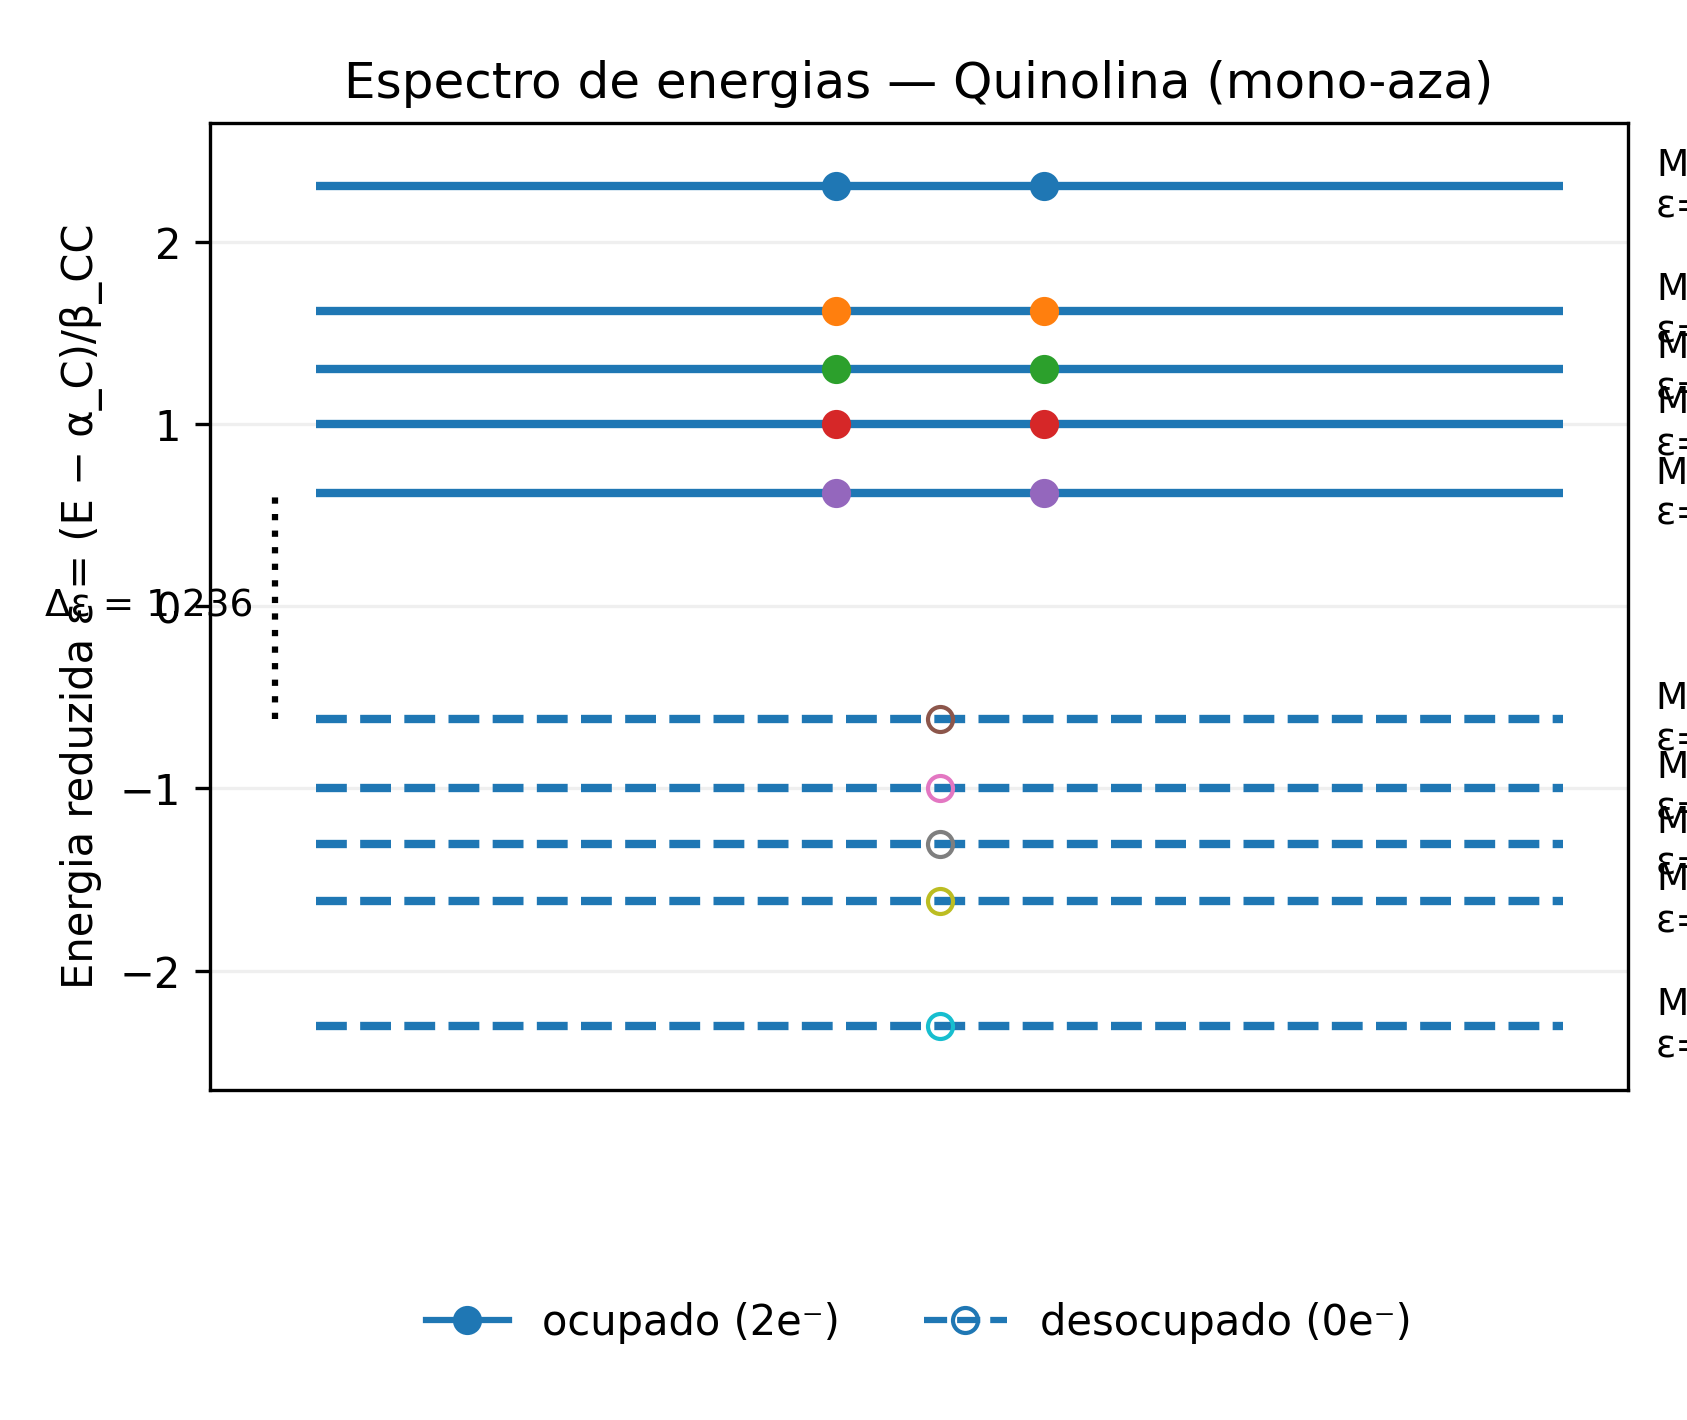 Espectro de energias — Quinolina (mono-aza)
Energia reduzida ε = (E − α_C)/β_CC
2
1
0
−1
−2
Δε = 1.236
M
ε=
M
ε=
M
ε=
M
ε=
M
ε=
M
ε=
M
ε=
M
ε=
M
ε=
M
ε=
ocupado (2e⁻)
desocupado (0e⁻)